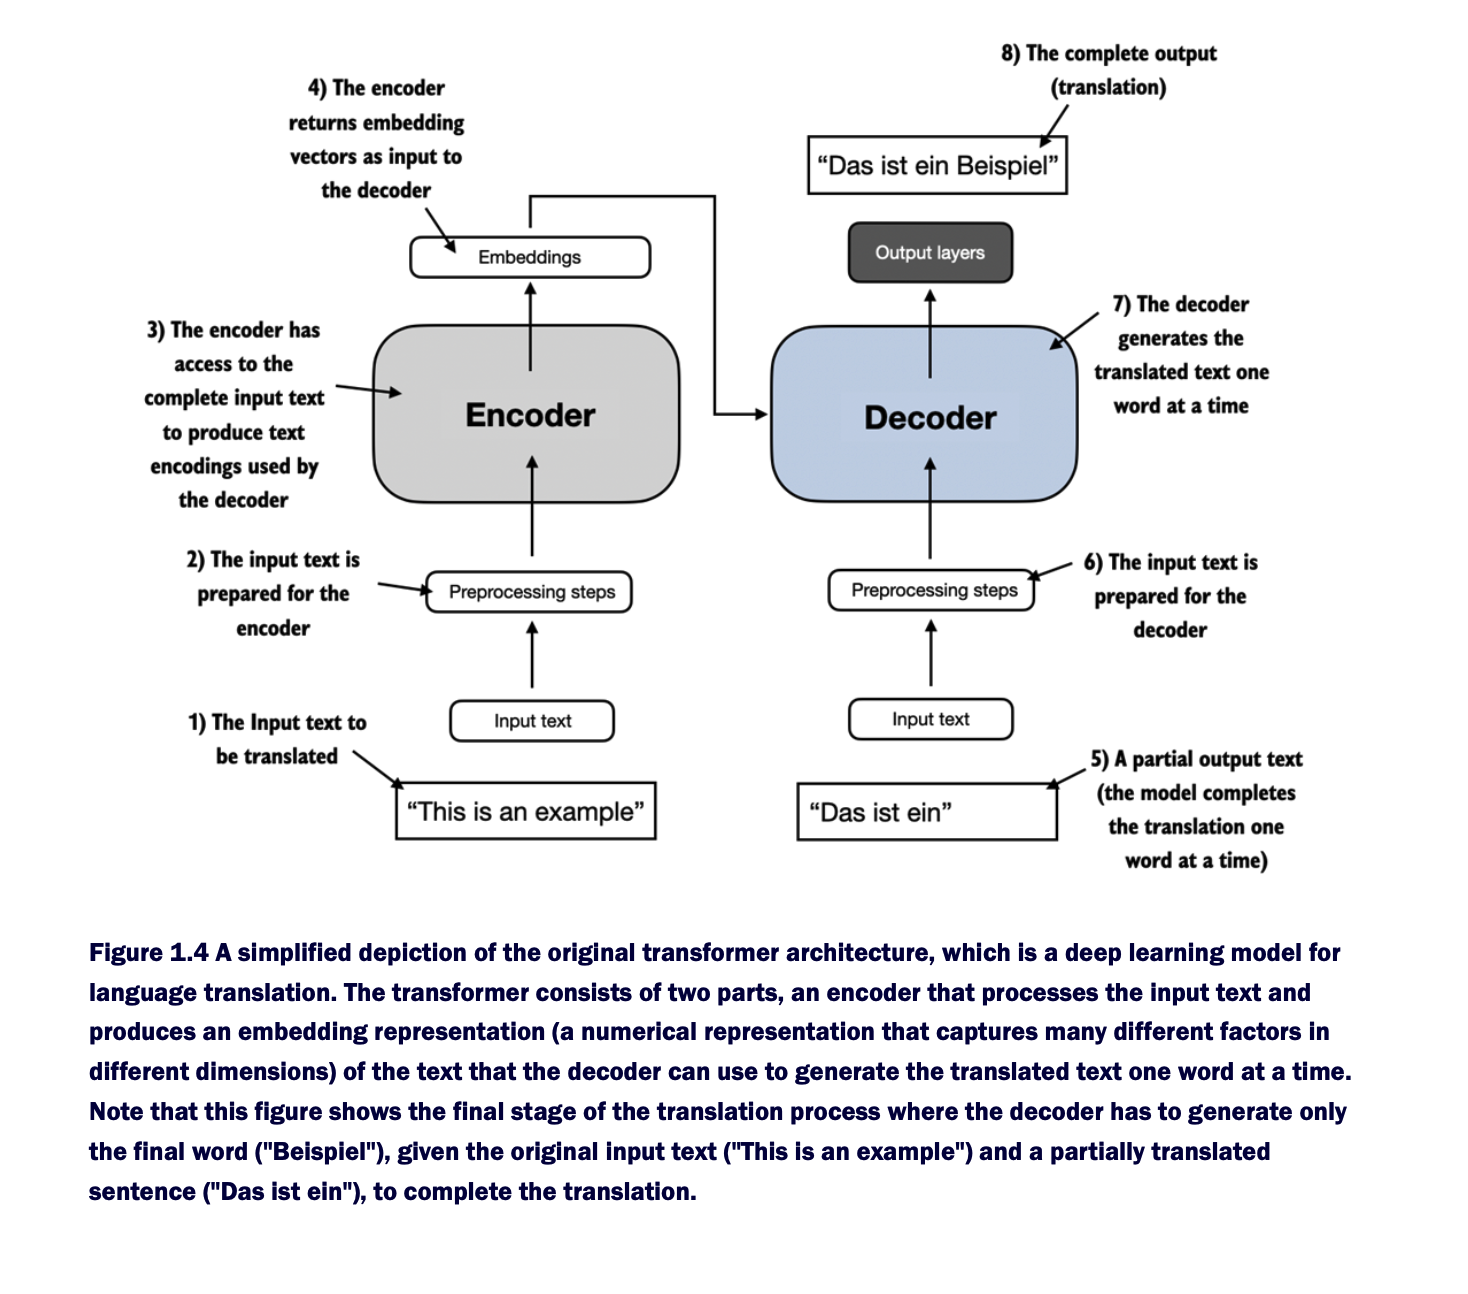 8) The complete output
(translation)
4) The encoder
returns embedding
vectors as input to
the decoder
“Das ist ein Beispiel”
Embeddings
Output layers
3) The encoder has
access to the
complete input text
to produce text
encodings used by
the decoder
Encoder
Decoder
7) The decoder
generates the
translated text one
word at a time
2) The input text is
prepared for the
encoder
Preprocessing steps
Preprocessing steps
6) The input text is
prepared for the
decoder
1) The Input text to
be translated
Input text
Input text
“This is an example”
“Das ist ein”
5) A partial output text
(the model completes
the translation one
word at a time)
Figure 1.4 A simplified depiction of the original transformer architecture, which is a deep learning model for
language translation. The transformer consists of two parts, an encoder that processes the input text and
produces an embedding representation (a numerical representation that captures many different factors in
different dimensions) of the text that the decoder can use to generate the translated text one word at a time.
Note that this figure shows the final stage of the translation process where the decoder has to generate only
the final word ("Beispiel"), given the original input text ("This is an example") and a partially translated
sentence ("Das ist ein"), to complete the translation.